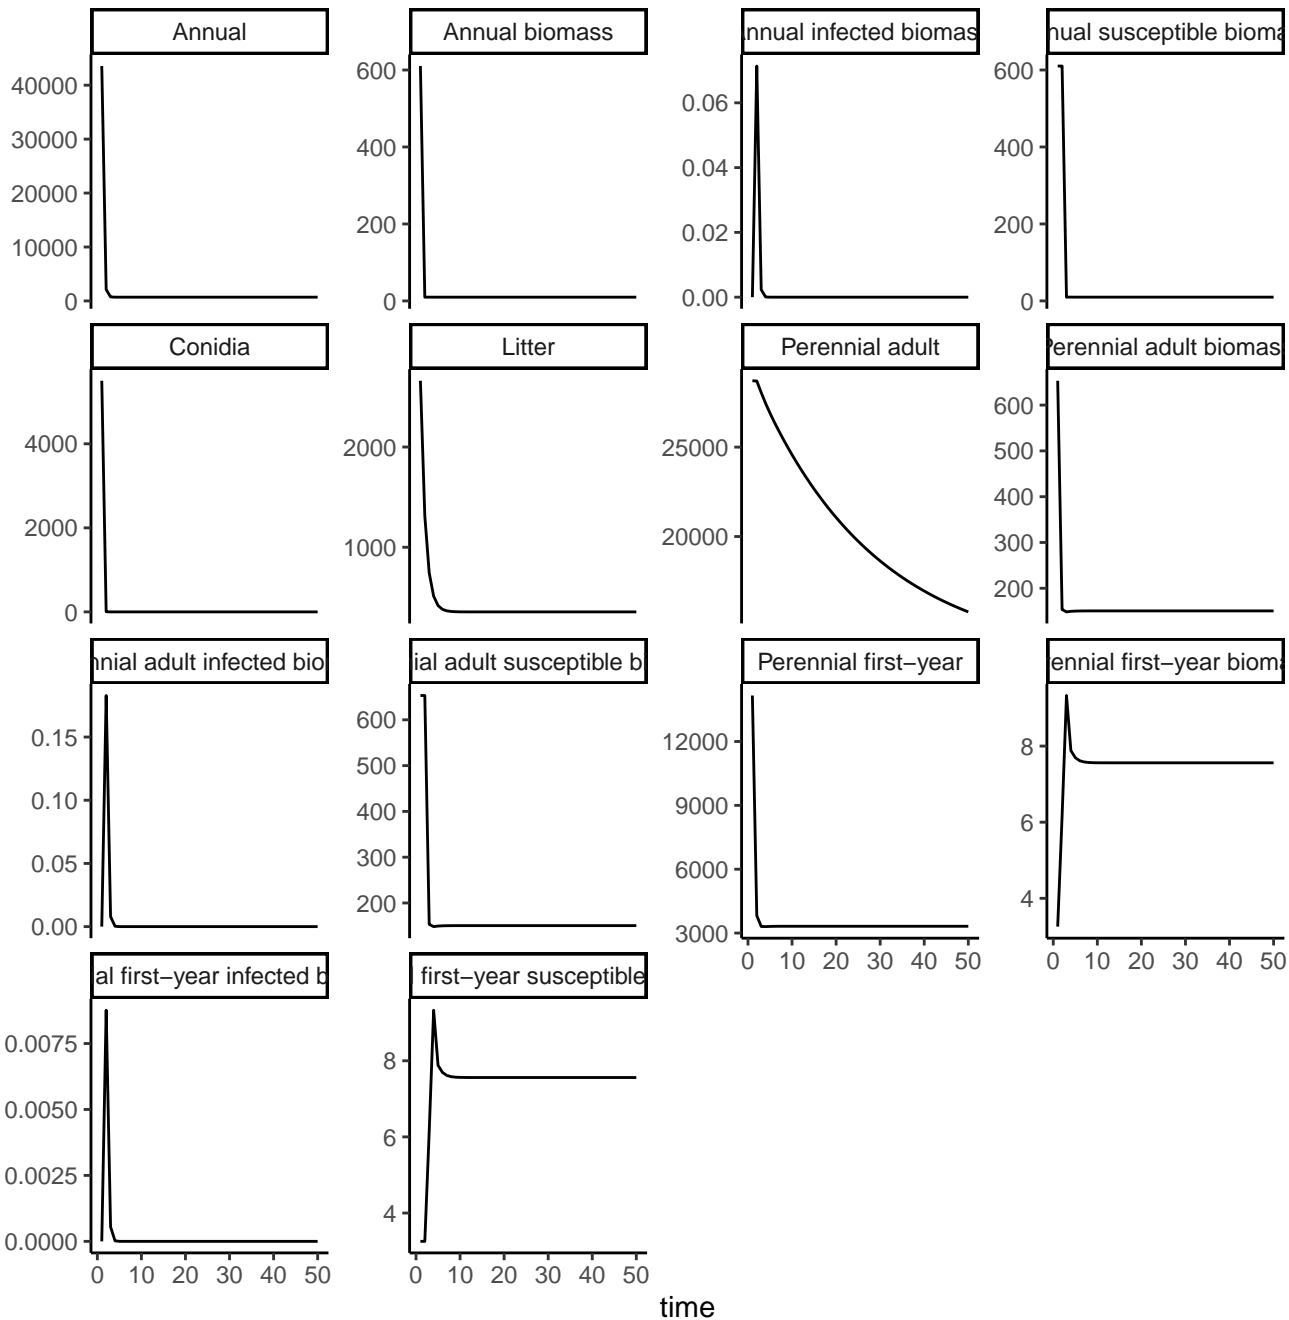 Annual
Annual biomass
nnual infected biomas
nual susceptible bioma
40000
30000
20000
10000
0
600
400
200
0
0.06
0.04
0.02
0.00
600
400
200
0
Conidia
Litter
Perennial adult
Perennial adult biomas
4000
2000
0
2000
1000
25000
20000
600
500
400
300
200
nnial adult infected bio
ial adult susceptible b
Perennial first−year
ennial first−year bioma
0.15
0.10
0.05
0.00
600
500
400
300
200
12000
9000
6000
3000
8
6
4
0 10 20 30 40 50
0 10 20 30 40 50
al first−year infected b
first−year susceptible
0.0075
0.0050
0.0025
0.0000
8
6
4
0 10 20 30 40 50
0 10 20 30 40 50
time